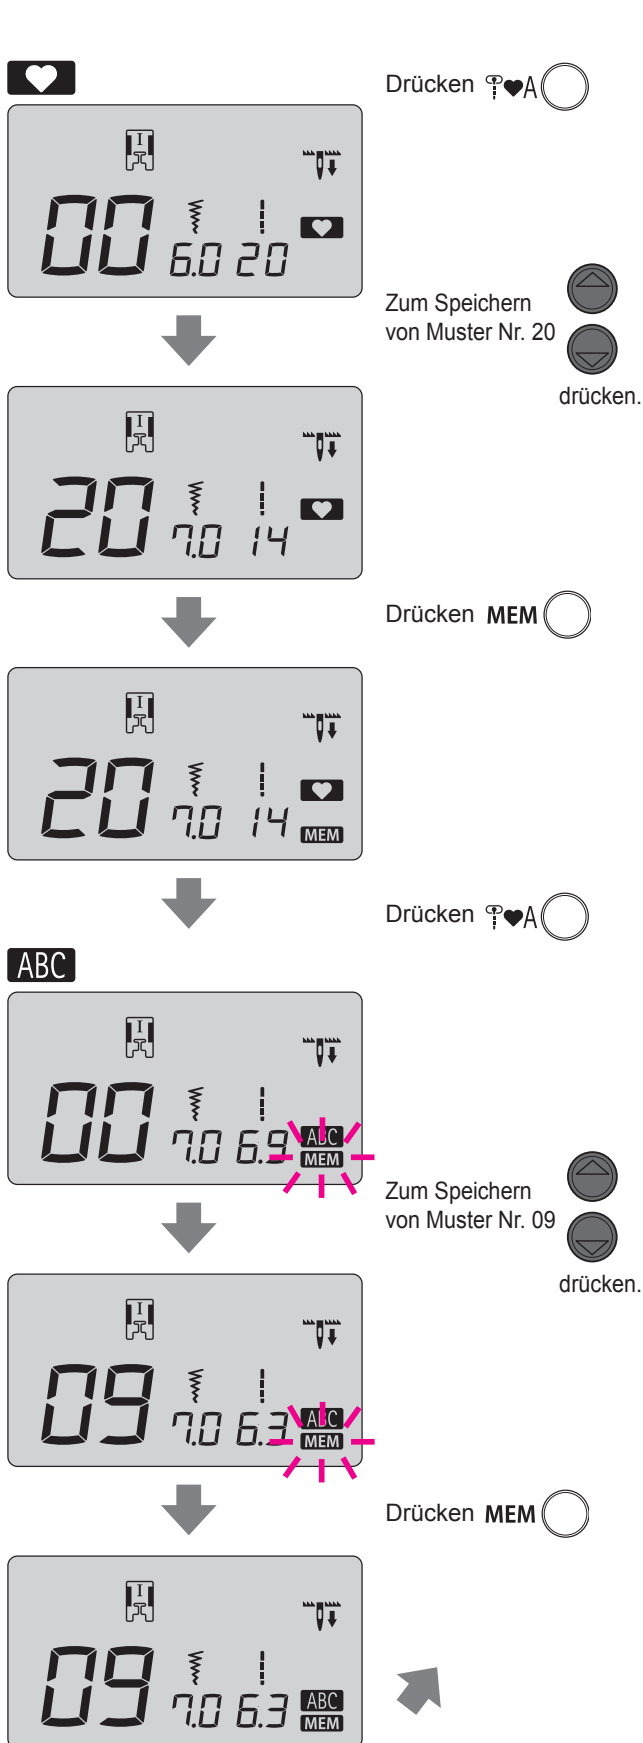 Drücken A
I
00 6.0 20
Zum Speichern
von Muster Nr. 20
drücken.
I
20 7.0 14
Drücken MEM
I
20 7.0 14
MEM
Drücken A
ABC
I
00 7.0 6.9 ABC
MEM
Zum Speichern
von Muster Nr. 09
drücken.
I
09 7.0 6.3 ABC
MEM
Drücken MEM
I
09 7.0 6.3 ABC
MEM